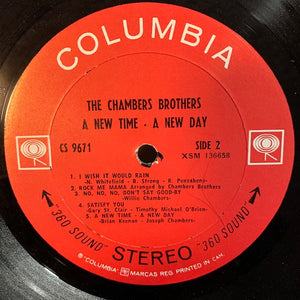 COLUMBIA
THE CHAMBERS BROTHERS
A NEW TIME - A NEW DAY
CS 9671
SIDE 2
XSM 136658
1. I WISH IT WOULD RAIN
-N. Whitefield - B. Strong - R. Penzabene-
2. ROCK ME MAMA Arranged by Chambers Brothers
3. NO, NO, NO, DON'T SAY GOOD-BY
-Willie Chambers-
4. SATISFY YOU
-Mary St. Clair - Timothy Michael O'Brien-
5. A NEW TIME - A NEW DAY
-Brian Keenan - Joseph Chambers-
"360 SOUND" STEREO "360 SOUND"
® "COLUMBIA" MARCAS REG. PRINTED IN CAN.